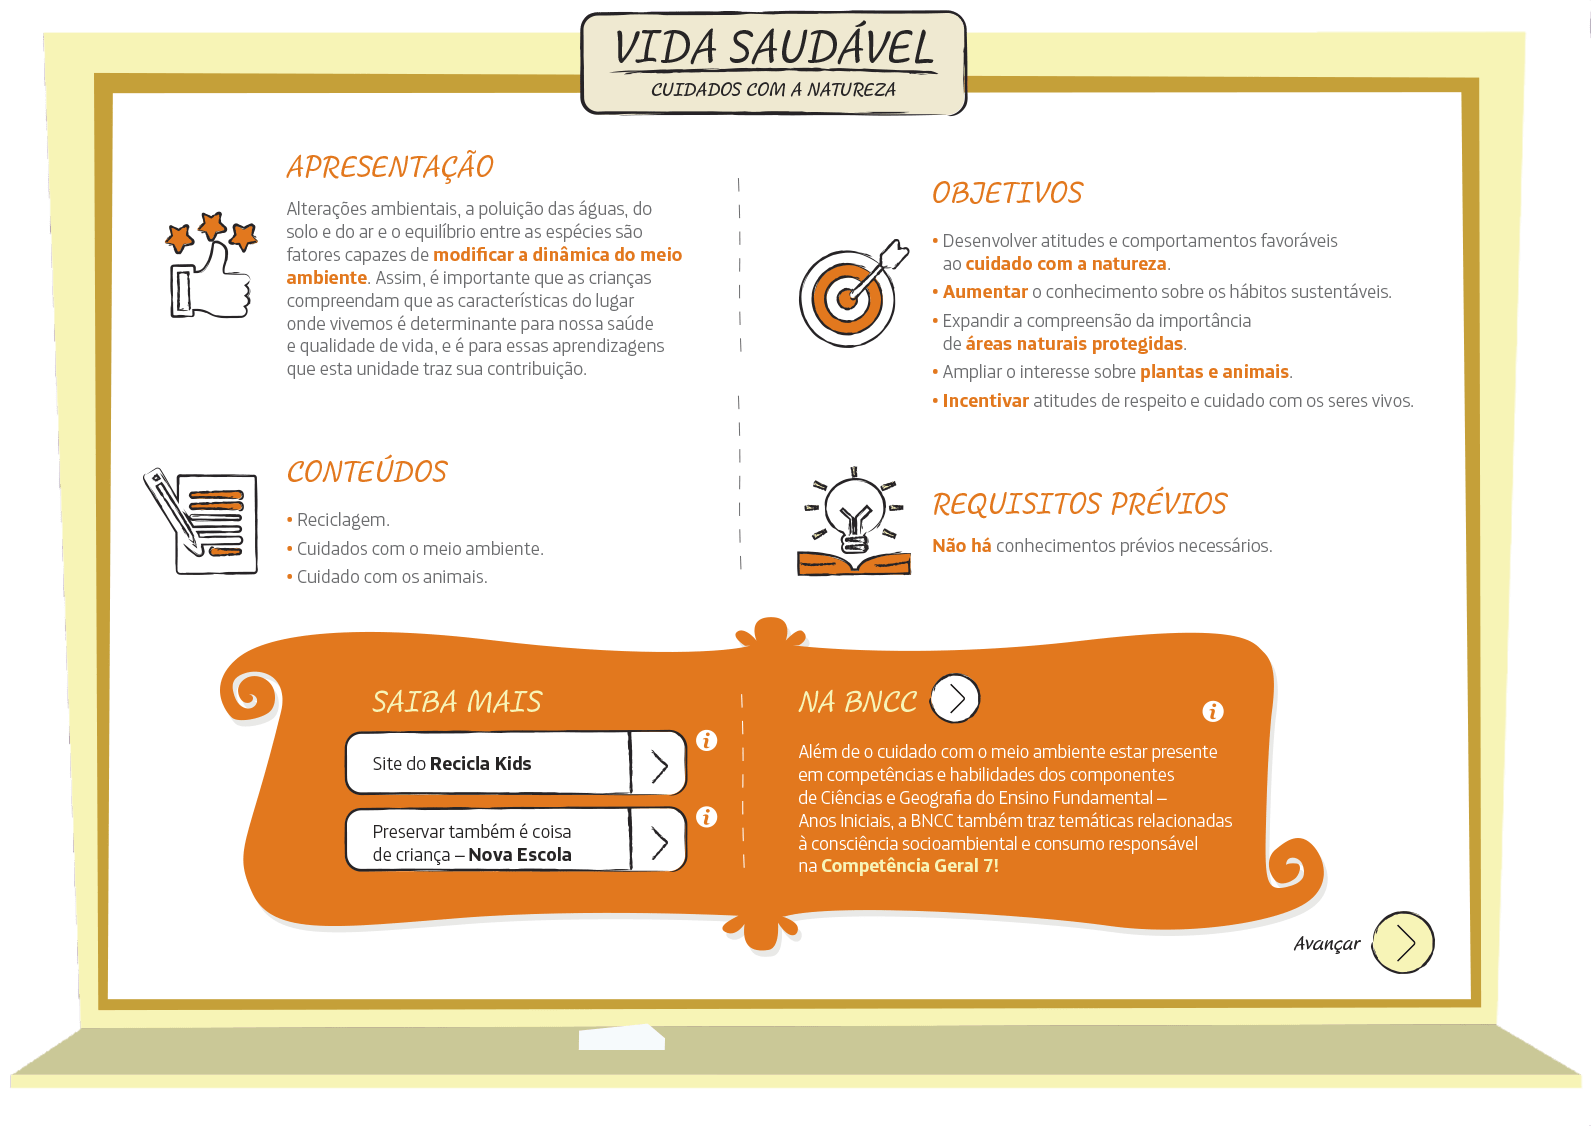 VIDA SAUDÁVEL
CUIDADOS COM A NATUREZA
APRESENTAÇÃO
Alterações ambientais, a poluição das águas, do
solo e do ar e o equilíbrio entre as espécies são
fatores capazes de modificar a dinâmica do meio
ambiente. Assim, é importante que as crianças
compreendam que as características do lugar
onde vivemos é determinante para nossa saúde
e qualidade de vida, e é para essas aprendizagens
que esta unidade traz sua contribuição.
OBJETIVOS
• Desenvolver atitudes e comportamentos favoráveis
ao cuidado com a natureza.
• Aumentar o conhecimento sobre os hábitos sustentáveis.
• Expandir a compreensão da importância
de áreas naturais protegidas.
• Ampliar o interesse sobre plantas e animais.
• Incentivar atitudes de respeito e cuidado com os seres vivos.
CONTEÚDOS
• Reciclagem.
• Cuidados com o meio ambiente.
• Cuidado com os animais.
REQUISITOS PRÉVIOS
Não há conhecimentos prévios necessários.
SAIBA MAIS
Site do Recicla Kids
i
Preservar também é coisa
de criança – Nova Escola
i
NA BNCC
i
Além de o cuidado com o meio ambiente estar presente
em competências e habilidades dos componentes
de Ciências e Geografia do Ensino Fundamental –
Anos Iniciais, a BNCC também traz temáticas relacionadas
à consciência socioambiental e consumo responsável
na Competência Geral 7!
Avançar